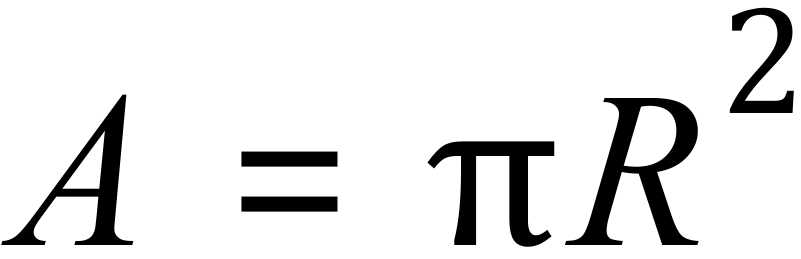 A = πR²